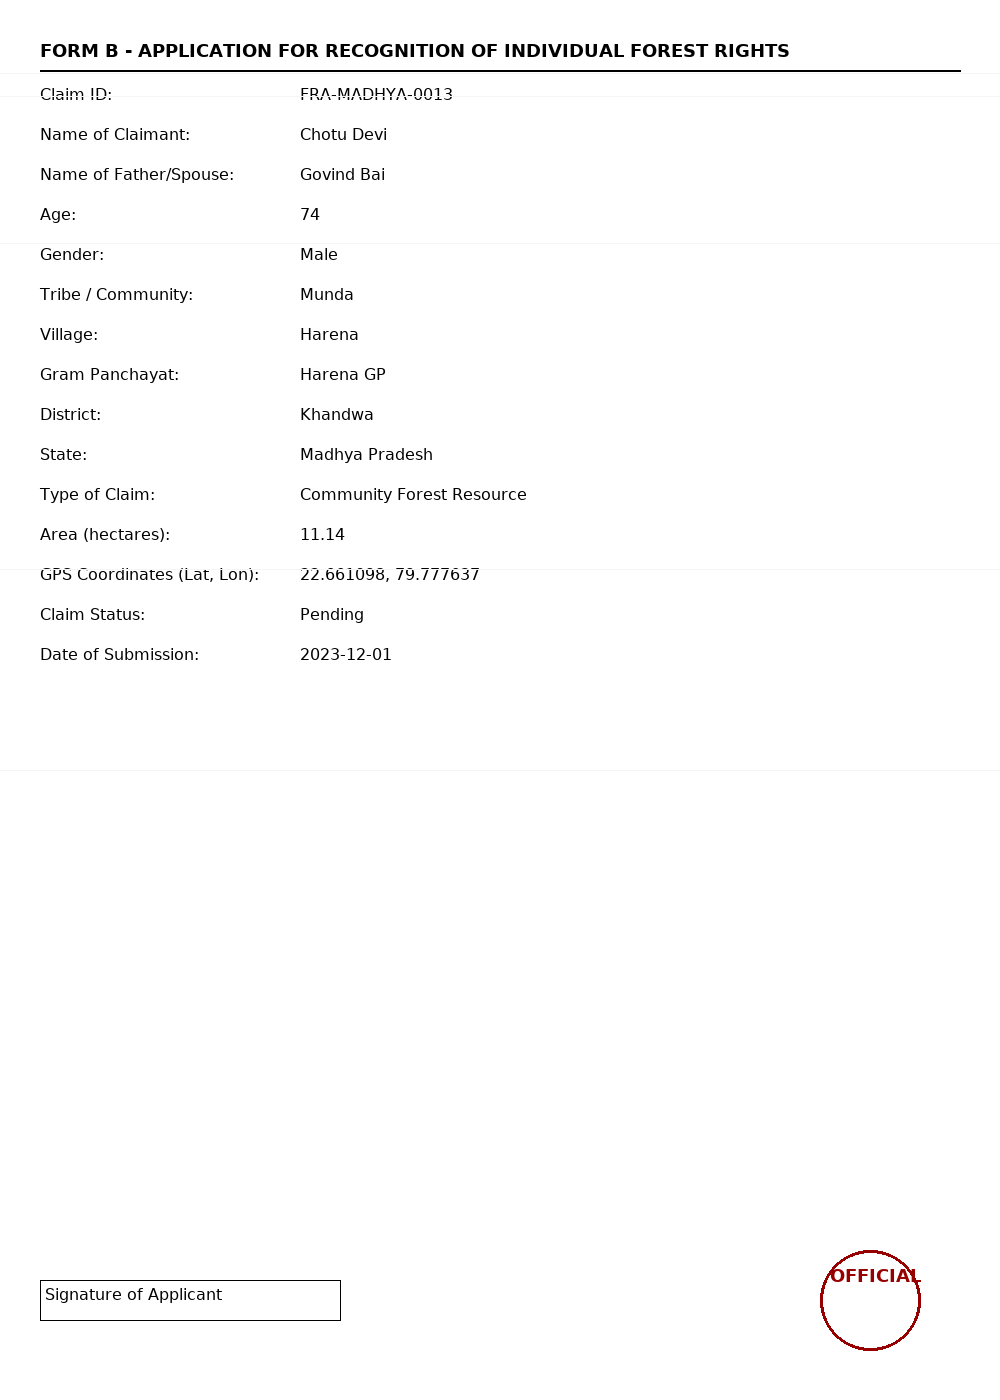 FORM B - APPLICATION FOR RECOGNITION OF INDIVIDUAL FOREST RIGHTS
Claim ID: FRA-MADHYA-0013
Name of Claimant: Chotu Devi
Name of Father/Spouse: Govind Bai
Age: 74
Gender: Male
Tribe / Community: Munda
Village: Harena
Gram Panchayat: Harena GP
District: Khandwa
State: Madhya Pradesh
Type of Claim: Community Forest Resource
Area (hectares): 11.14
GPS Coordinates (Lat, Lon): 22.661098, 79.777637
Claim Status: Pending
Date of Submission: 2023-12-01
OFFICIAL
Signature of Applicant